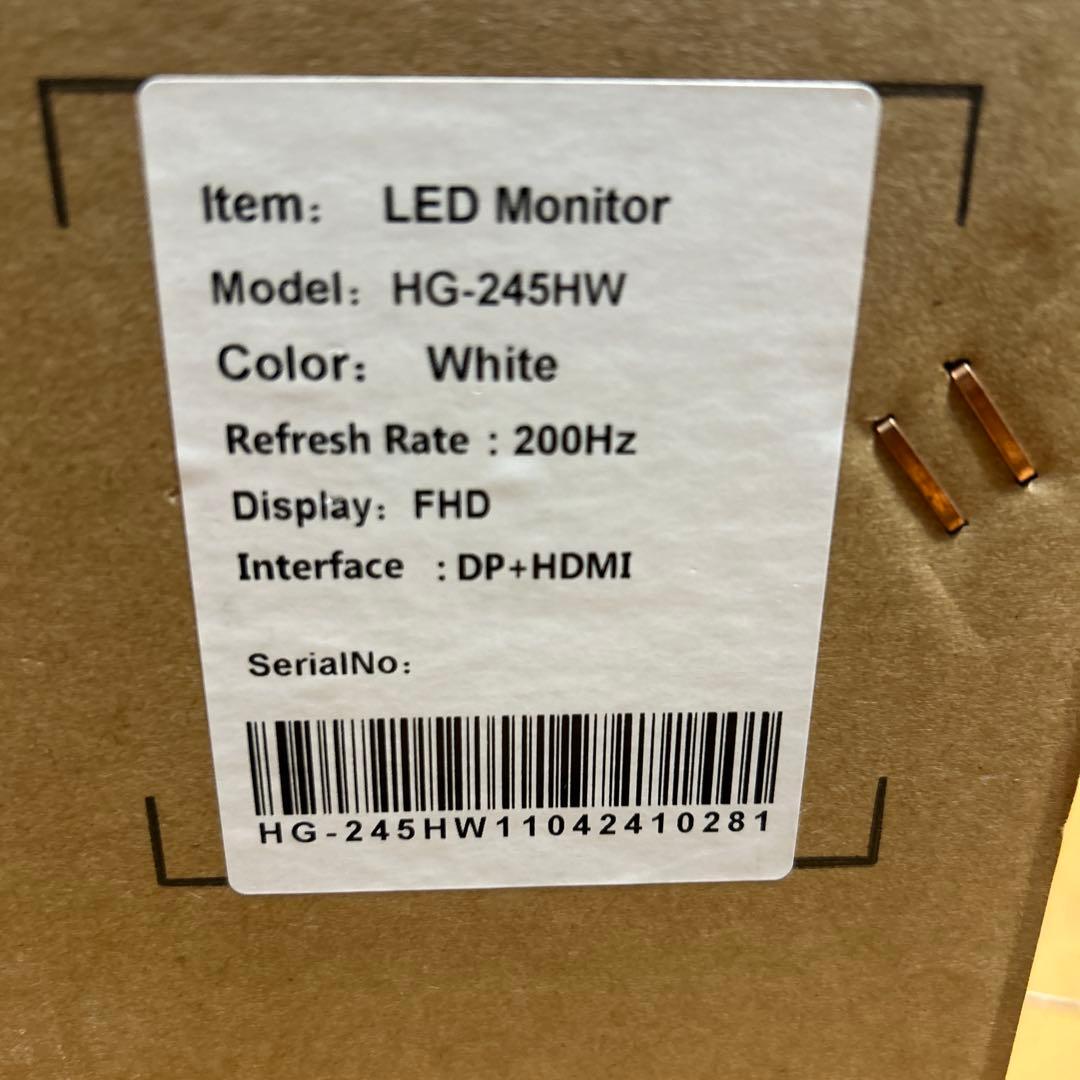 Item： LED Monitor
Model：HG-245HW
Color： White
Refresh Rate : 200Hz
Display：FHD
Interface : DP+HDMI
SerialNo：
HG-245HW11042410281